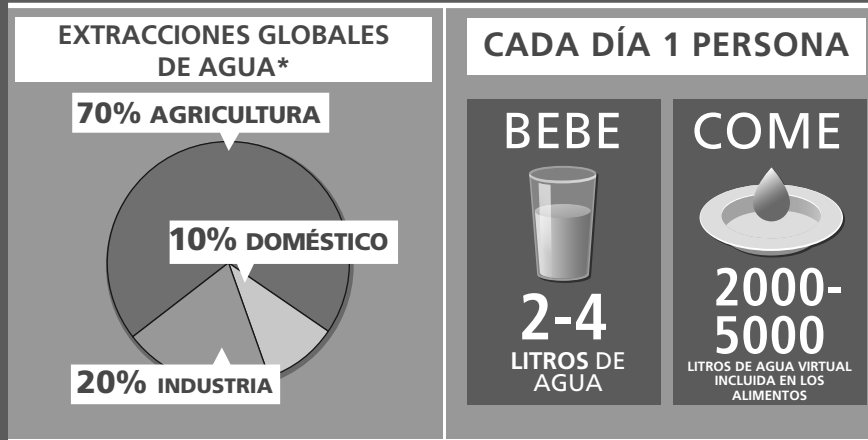 EXTRACCIONES GLOBALES
DE AGUA*
70% AGRICULTURA
10% DOMÉSTICO
20% INDUSTRIA
CADA DÍA 1 PERSONA
BEBE
2-4
LITROS DE
AGUA
COME
2000-
5000
LITROS DE AGUA VIRTUAL
INCLUIDA EN LOS
ALIMENTOS